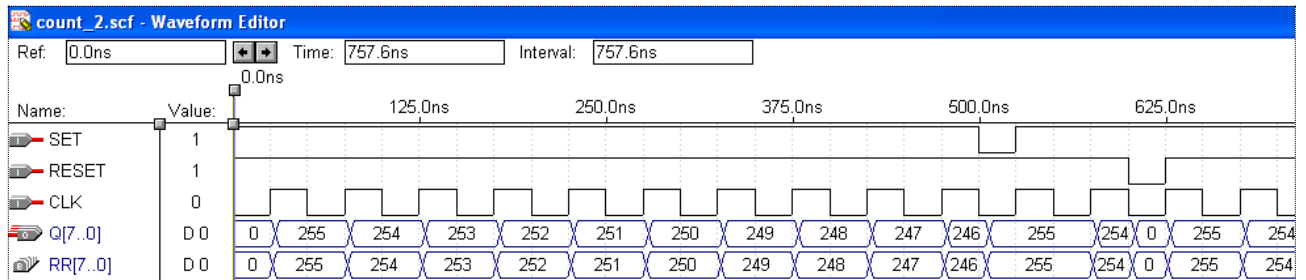 count_2.scf - Waveform Editor
Ref: 0.0ns Time: 757.6ns Interval: 757.6ns
0.0ns
Name: Value: 125.0ns 250.0ns 375.0ns 500.0ns 625.0ns
SET 1
RESET 1
CLK 0
Q[7..0] D 0 0 255 254 253 252 251 250 249 248 247 246 255 254 0 255 254
RR[7..0] D 0 0 255 254 253 252 251 250 249 248 247 246 255 254 0 255 254